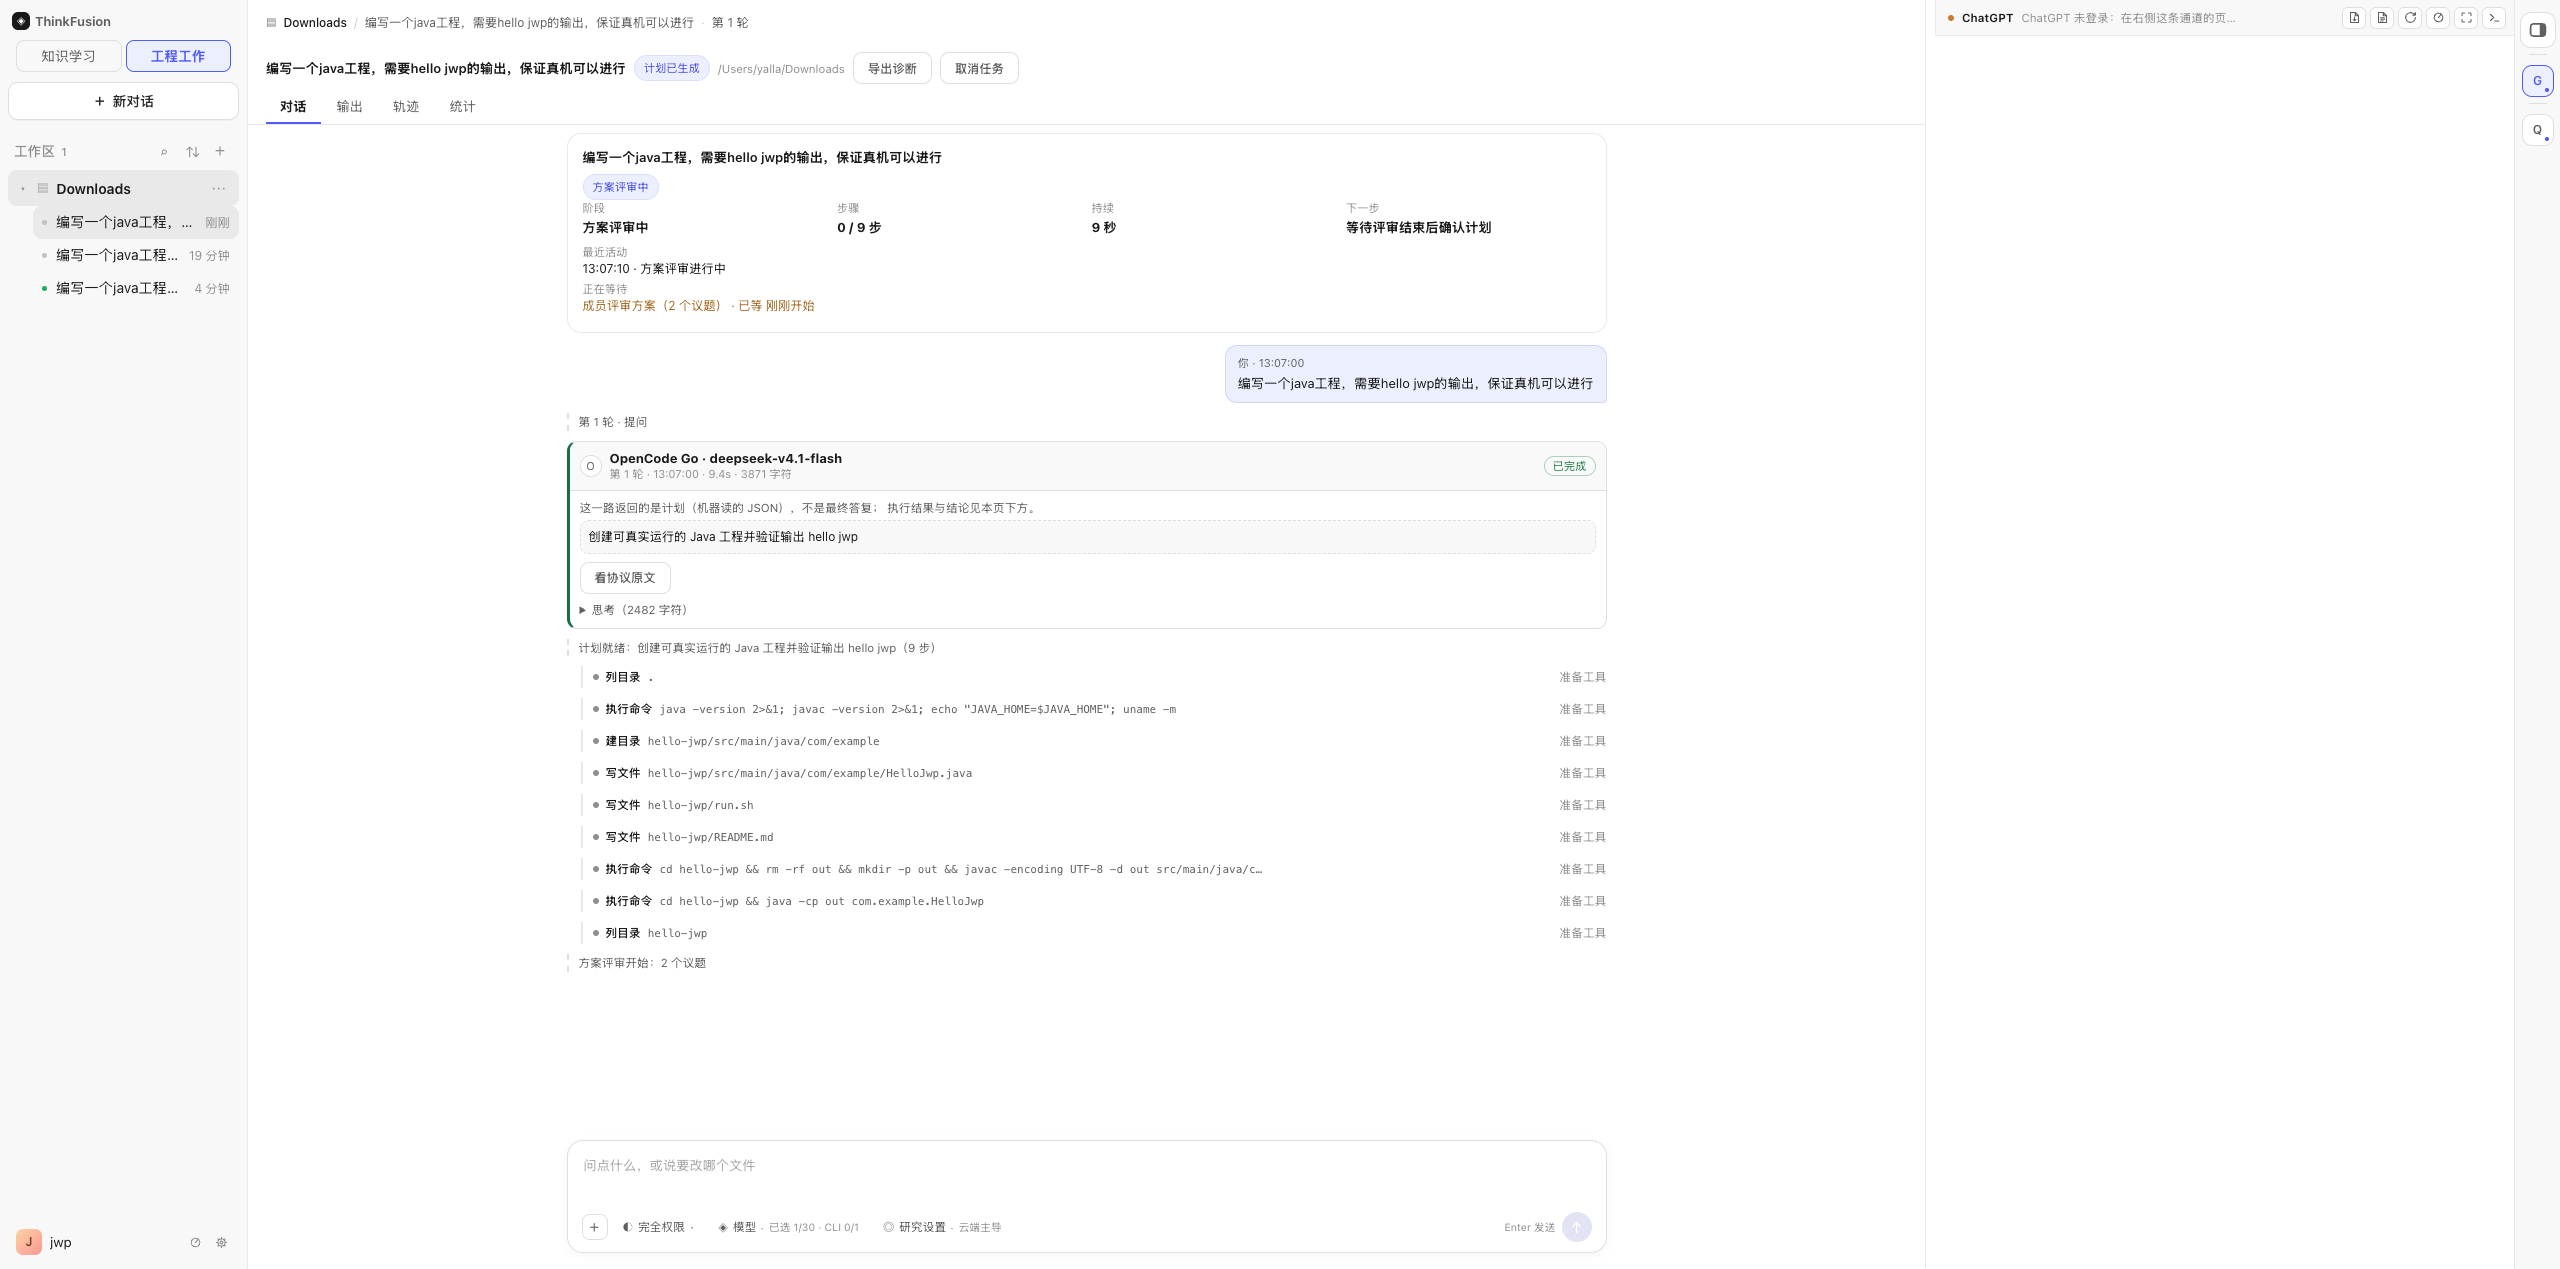 ThinkFusion
知识学习
工程工作
+ 新对话
工作区 1
Downloads
编写一个java工程，... 刚刚
编写一个java工程... 19 分钟
编写一个java工程... 4 分钟
J jwp
Downloads / 编写一个java工程，需要hello jwp的输出，保证真机可以进行 · 第 1 轮
编写一个java工程，需要hello jwp的输出，保证真机可以进行 计划已生成 /Users/yalla/Downloads 导出诊断 取消任务
对话 输出 轨迹 统计
编写一个java工程，需要hello jwp的输出，保证真机可以进行
方案评审中
阶段 步骤 持续 下一步
方案评审中 0 / 9 步 9 秒 等待评审结束后确认计划
最近活动
13:07:10 · 方案评审进行中
正在等待
成员评审方案（2 个议题） · 已等 刚刚开始
你 · 13:07:00
编写一个java工程，需要hello jwp的输出，保证真机可以进行
第 1 轮 · 提问
O OpenCode Go · deepseek-v4.1-flash
第 1 轮 · 13:07:00 · 9.4s · 3871 字符
已完成
这一路返回的是计划（机器读的 JSON），不是最终答复； 执行结果与结论见本页下方。
创建可真实运行的 Java 工程并验证输出 hello jwp
看协议原文
思考（2482 字符）
计划就绪：创建可真实运行的 Java 工程并验证输出 hello jwp（9 步）
列目录 . 准备工具
执行命令 java -version 2>&1; javac -version 2>&1; echo "JAVA_HOME=$JAVA_HOME"; uname -m 准备工具
建目录 hello-jwp/src/main/java/com/example 准备工具
写文件 hello-jwp/src/main/java/com/example/HelloJwp.java 准备工具
写文件 hello-jwp/run.sh 准备工具
写文件 hello-jwp/README.md 准备工具
执行命令 cd hello-jwp && rm -rf out && mkdir -p out && javac -encoding UTF-8 -d out src/main/java/c… 准备工具
执行命令 cd hello-jwp && java -cp out com.example.HelloJwp 准备工具
列目录 hello-jwp 准备工具
方案评审开始：2 个议题
问点什么，或说要改哪个文件
+ 完全权限 · 模型 · 已选 1/30 · CLI 0/1 研究设置 · 云端主导 Enter 发送
ChatGPT ChatGPT 未登录：在右侧这条通道的页...
G
Q